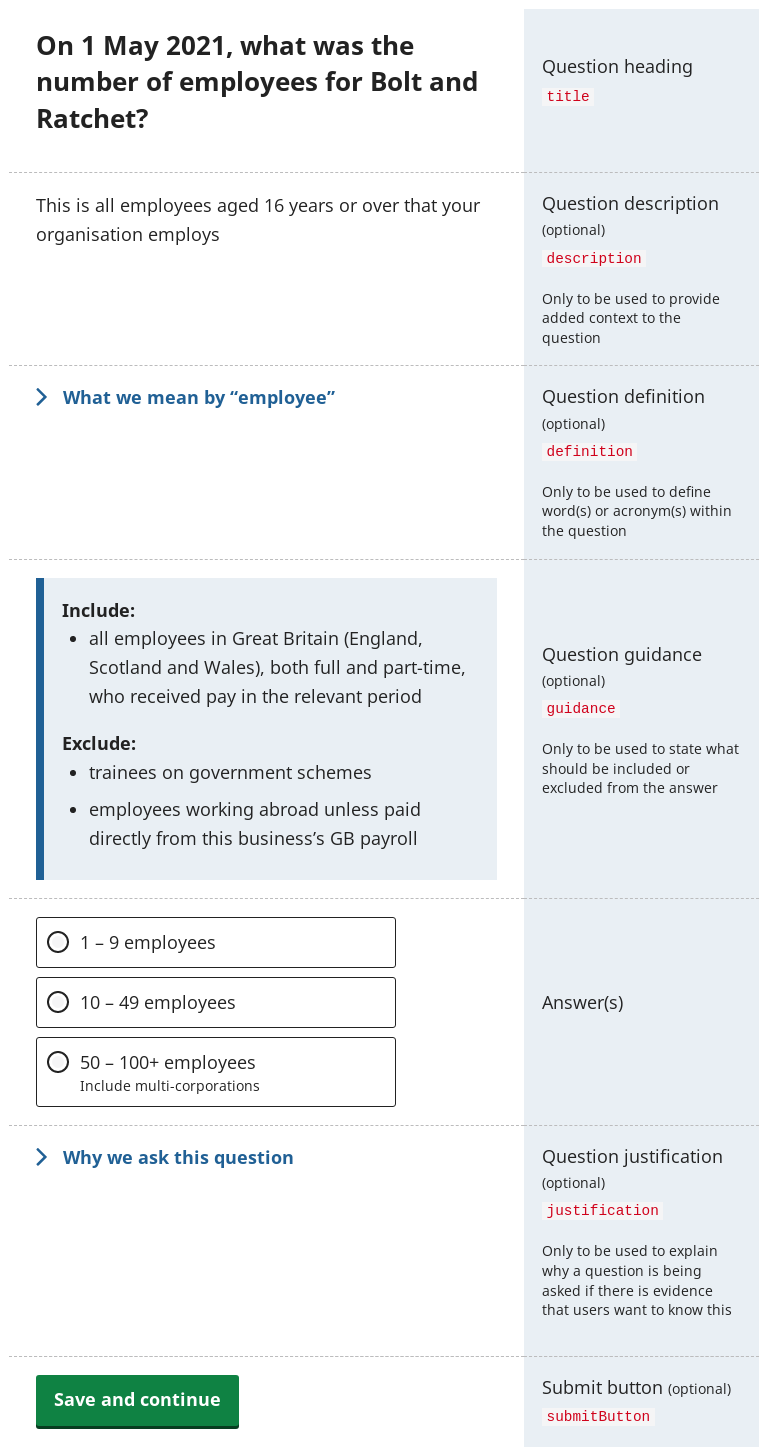 On 1 May 2021, what was the
number of employees for Bolt and
Ratchet?
Question heading
title
This is all employees aged 16 years or over that your
organisation employs
Question description
(optional)
description
Only to be used to provide
added context to the
question
What we mean by “employee”
Question definition
(optional)
definition
Only to be used to define
word(s) or acronym(s) within
the question
Include:
all employees in Great Britain (England,
Scotland and Wales), both full and part-time,
who received pay in the relevant period
Exclude:
trainees on government schemes
employees working abroad unless paid
directly from this business’s GB payroll
Question guidance
(optional)
guidance
Only to be used to state what
should be included or
excluded from the answer
1 – 9 employees
10 – 49 employees
50 – 100+ employees
Include multi-corporations
Answer(s)
Why we ask this question
Question justification
(optional)
justification
Only to be used to explain
why a question is being
asked if there is evidence
that users want to know this
Save and continue
Submit button (optional)
submitButton